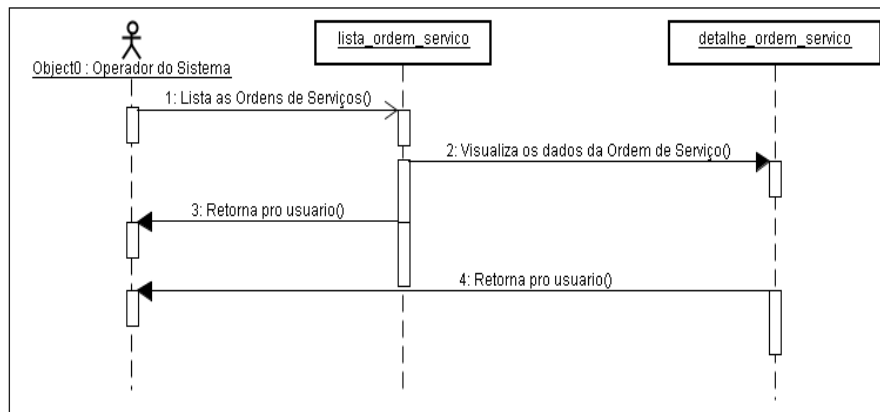 lista_ordem_servico
detalhe_ordem_servico
Object0 : Operador do Sistema
1: Lista as Ordens de Serviços()
2: Visualiza os dados da Ordem de Serviço()
3: Retorna pro usuario()
4: Retorna pro usuario()